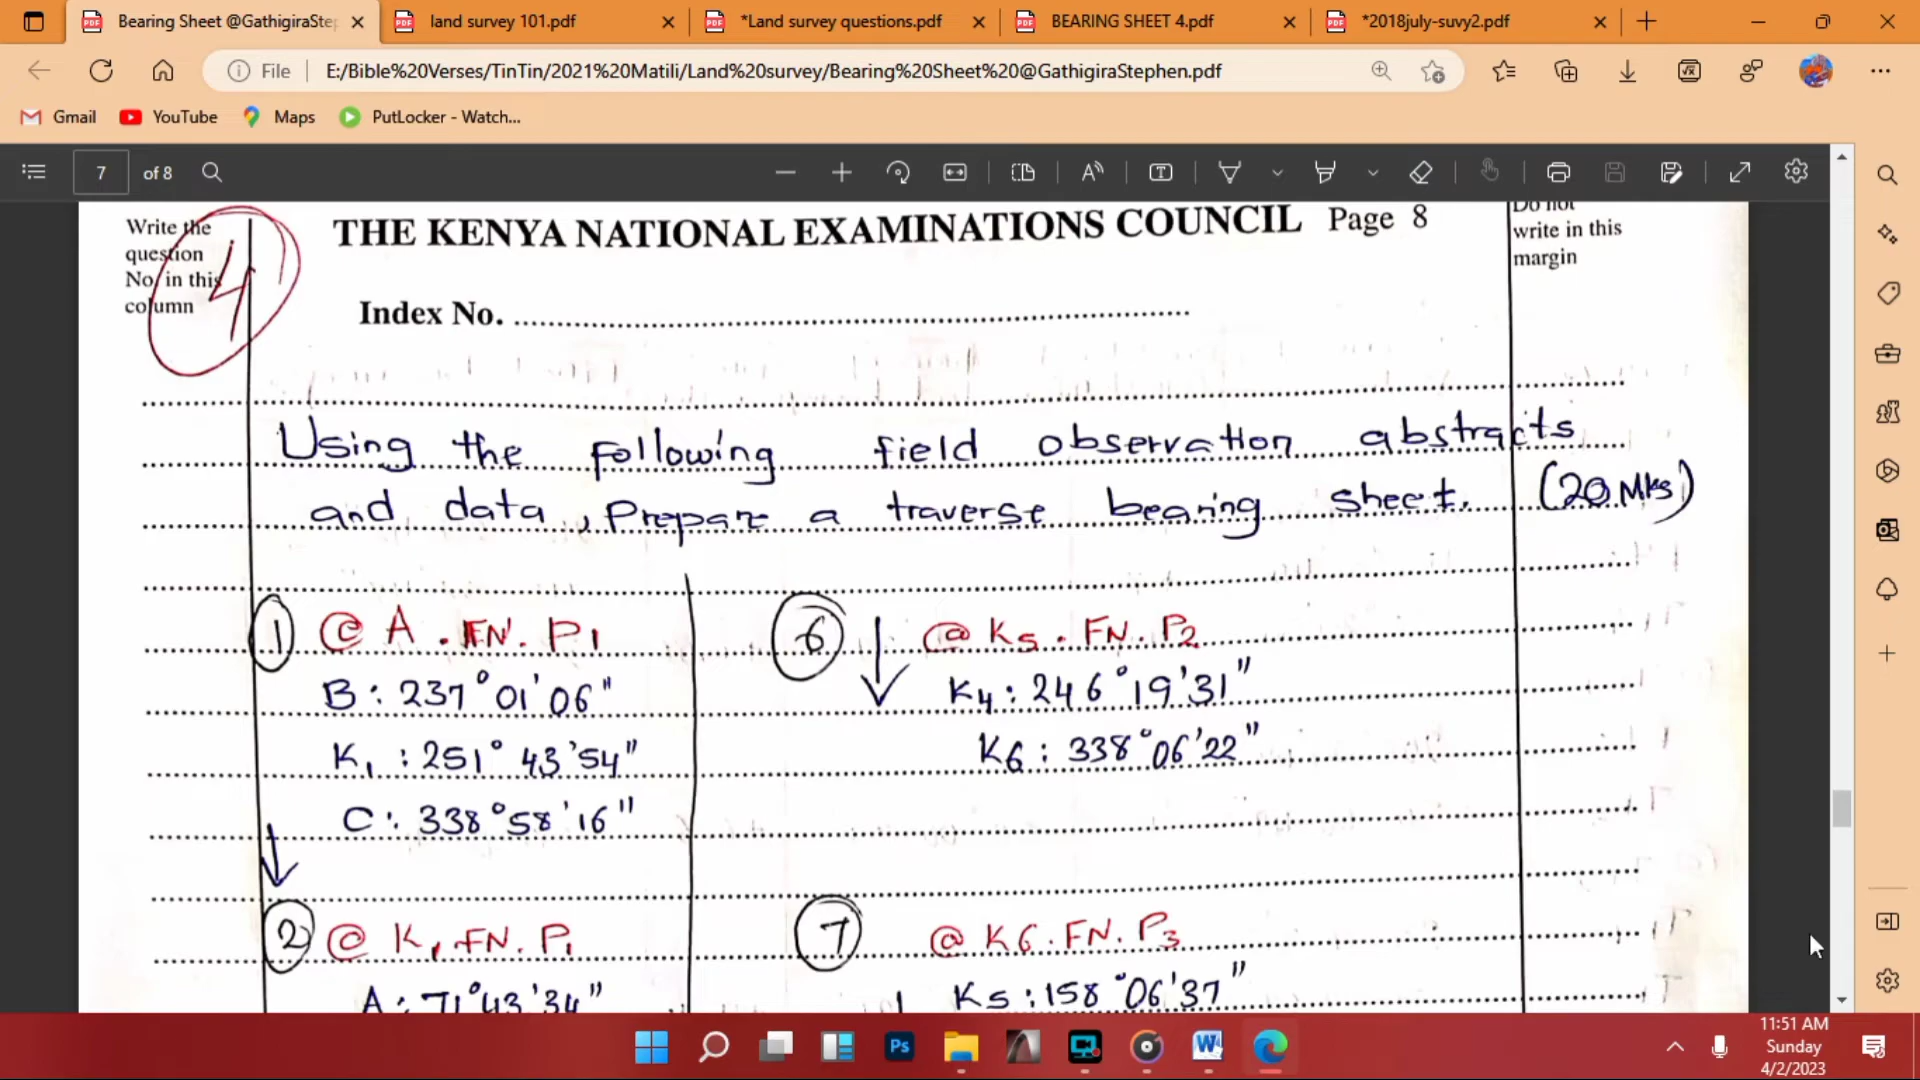 Bearing Sheet @GathigiraStep
land survey 101.pdf
*Land survey questions.pdf
BEARING SHEET 4.pdf
*2018july-suvy2.pdf
File
E:/Bible%20Verses/TinTin/2021%20Matili/Land%20survey/Bearing%20Sheet%20@GathigiraStephen.pdf
Gmail
YouTube
Maps
PutLocker - Watch...
7 of 8
Write the
question
No. in this
column
4
THE KENYA NATIONAL EXAMINATIONS COUNCIL Page 8
Do not
write in this
margin
Index No. ................................................
Using the following field observation abstracts
and data, Prepare a traverse bearing sheet. (20 Mks)
1 @ A . FN. P1
B : 237° 01' 06"
K1 : 251° 43' 54"
C : 338° 58' 16"
2 @ K1 . FN. P1
A : 71° 43' 34"
6 @ K5 . FN. P2
K4 : 246° 19' 31"
K6 : 338° 06' 22"
7 @ K6 . FN. P3
K5 : 158° 06' 37"
Ps
11:51 AM
Sunday
4/2/2023